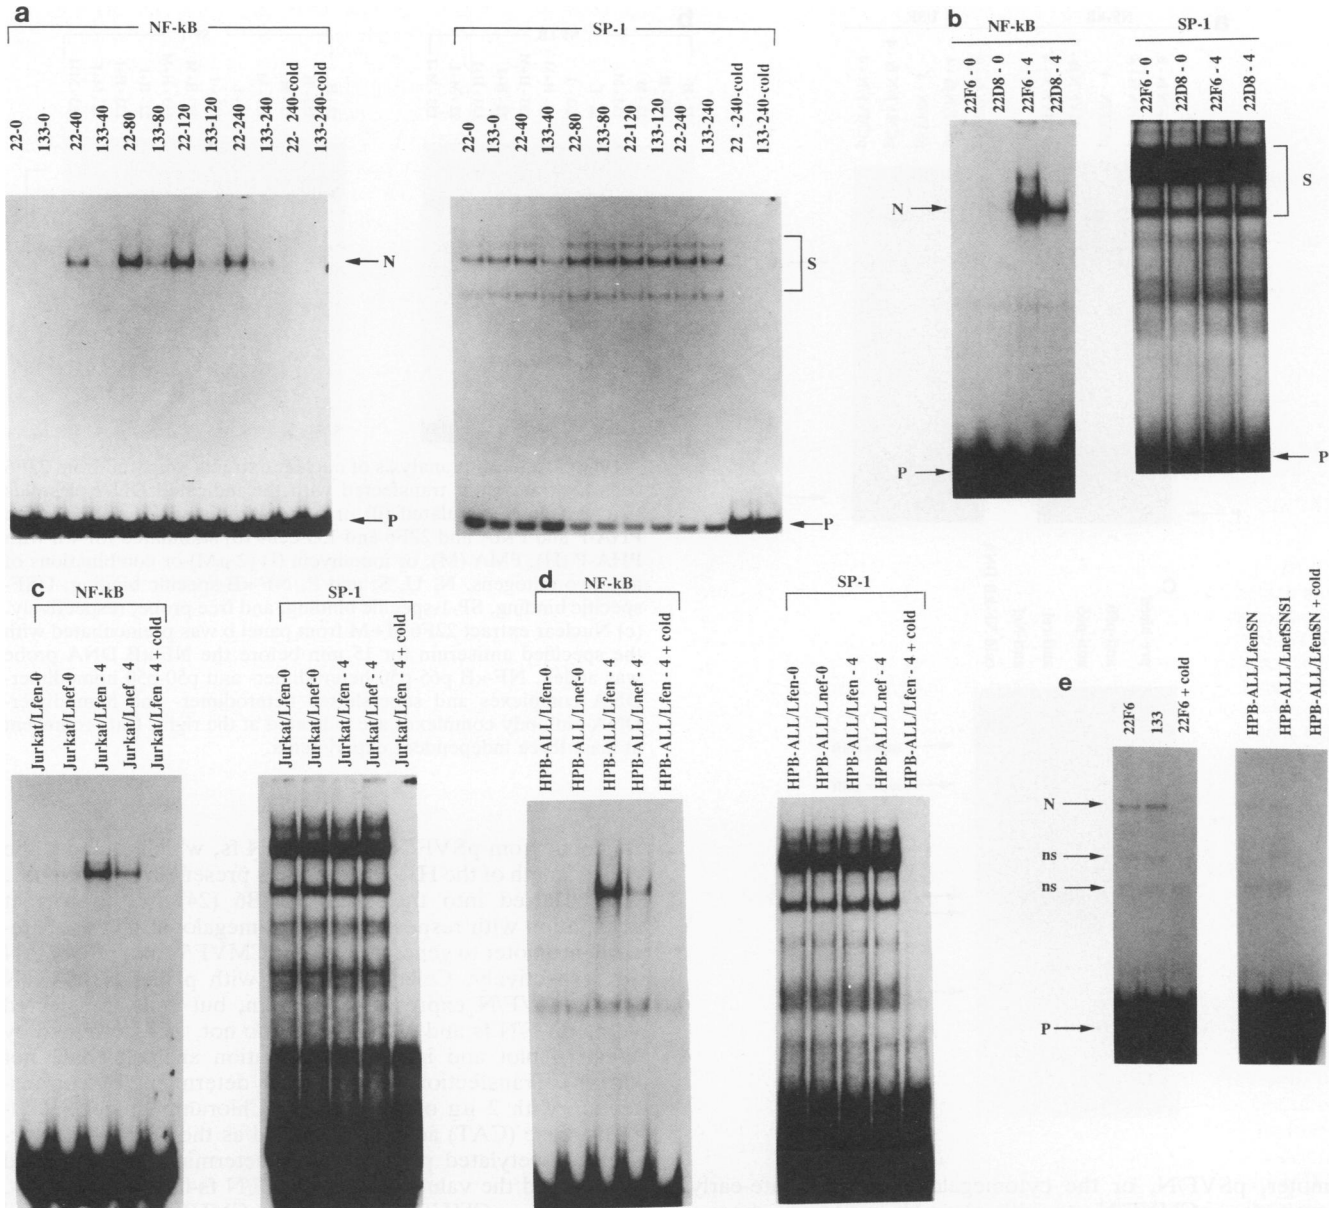 a
NF-kB
22-0
133-0
22-40
133-40
22-80
133-80
22-120
133-120
22-240
133-240
22- 240-cold
133-240-cold
N
P
SP-1
22-0
133-0
22-40
133-40
22-80
133-80
22-120
133-120
22-240
133-240
22 -240-cold
133-240-cold
S
P
b
NF-kB
22F6 - 0
22D8 - 0
22F6 - 4
22D8 - 4
N
P
SP-1
22F6 - 0
22D8 - 0
22F6 - 4
22D8 - 4
S
P
c
NF-kB
Jurkat/Lfen-0
Jurkat/Lnef-0
Jurkat/Lfen-4
Jurkat/Lnef-4
Jurkat/Lfen-4 + cold
SP-1
Jurkat/Lfen-0
Jurkat/Lnef-0
Jurkat/Lfen-4
Jurkat/Lnef-4
Jurkat/Lfen-4 + cold
d
NF-kB
HPB-ALL/Lfen-0
HPB-ALL/Lnef-0
HPB-ALL/Lfen - 4
HPB-ALL/Lnef - 4
HPB-ALL/Lfen - 4 + cold
SP-1
HPB-ALL/Lfen-0
HPB-ALL/Lnef-0
HPB-ALL/Lfen - 4
HPB-ALL/Lnef - 4
HPB-ALL/Lfen - 4 + cold
e
22F6
133
22F6 + cold
HPB-ALL/LfenSN
HPB-ALL/LnefSNSI
HPB-ALL/LfenSN + cold
N
ns
ns
P